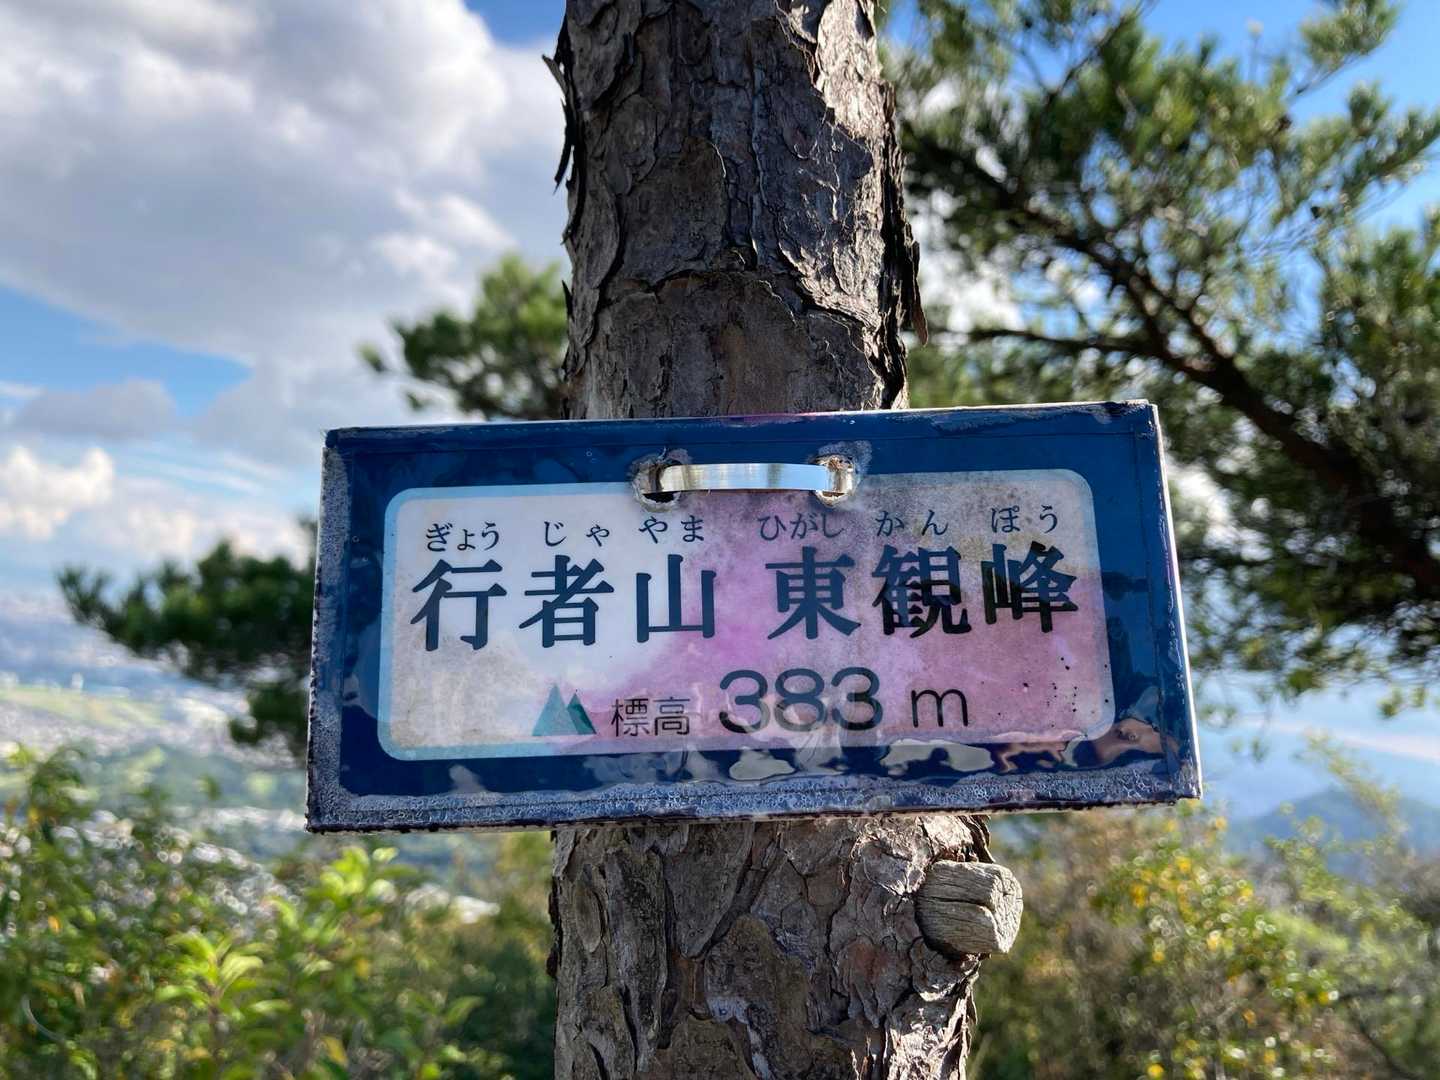 ぎょう じゃ やま ひがし かん ぽう
行者山 東観峰
標高 383 m